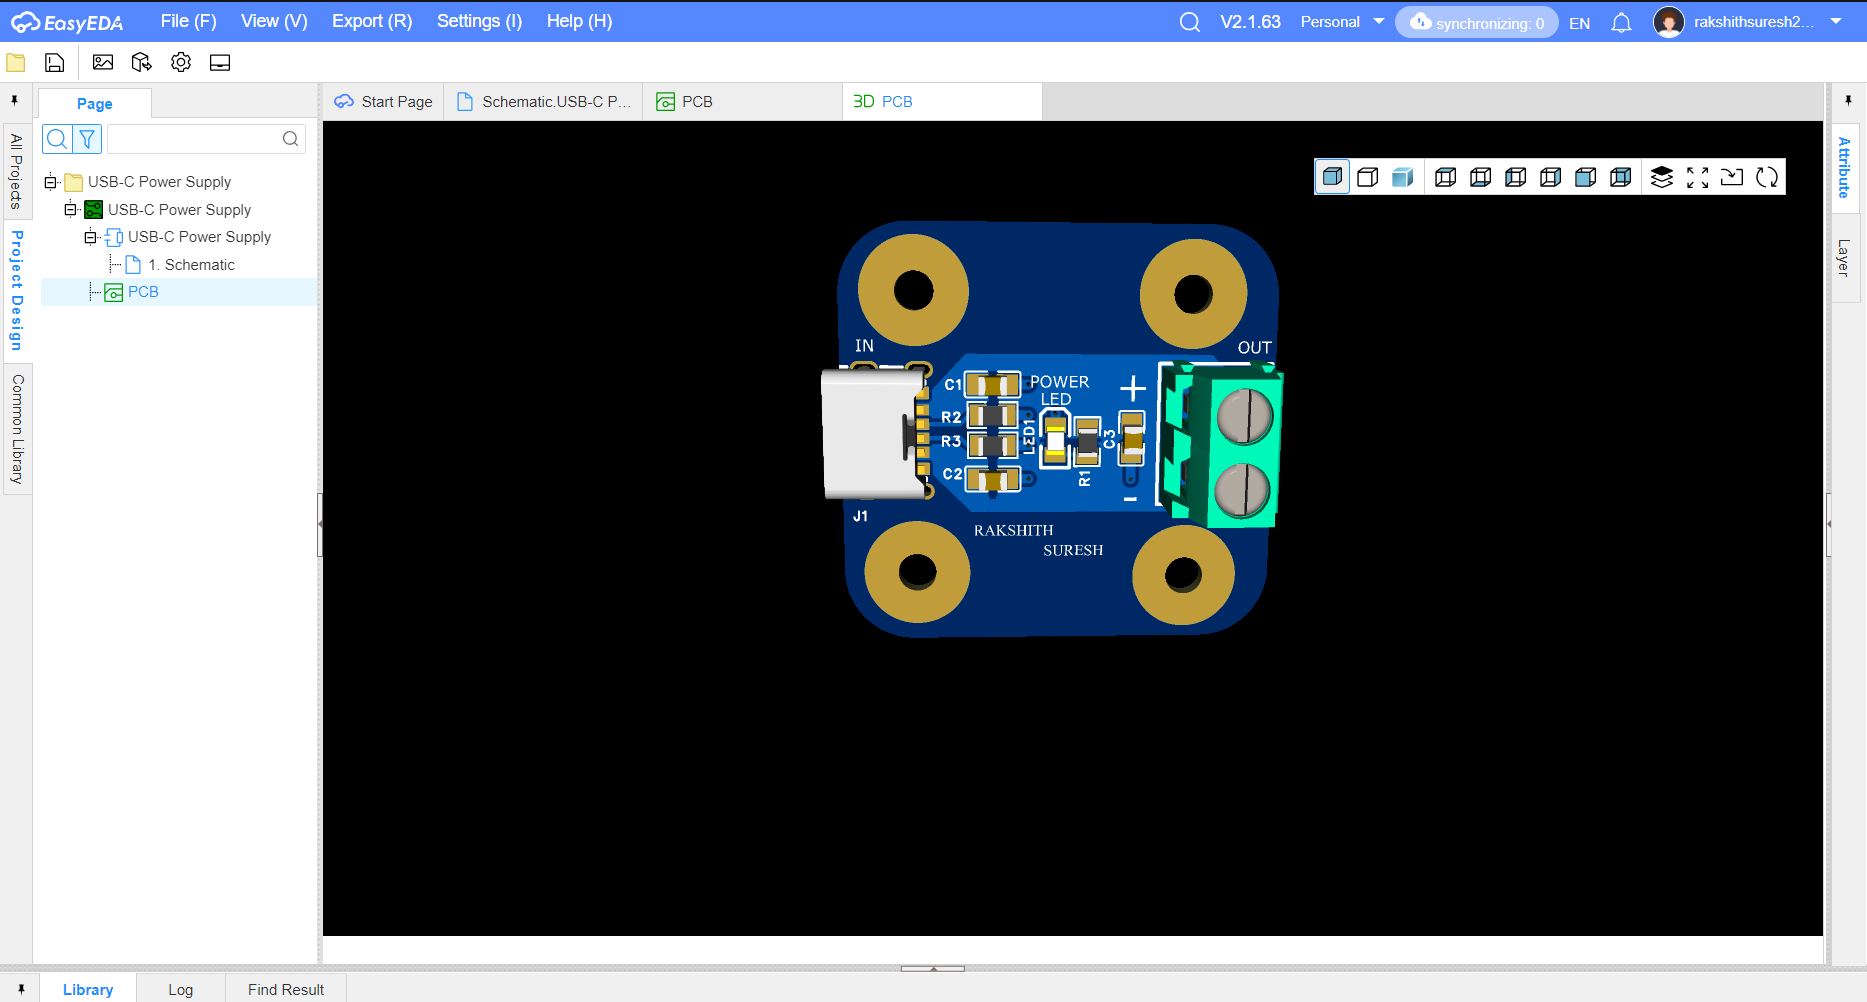 EasyEDA
File (F) View (V) Export (R) Settings (I) Help (H)
V2.1.63 Personal synchronizing: 0 EN rakshithsuresh2...
Page
Start Page
Schematic.USB-C P...
PCB
3D PCB
All Projects
Project Design
Common Library
USB-C Power Supply
USB-C Power Supply
USB-C Power Supply
1. Schematic
PCB
IN
OUT
C1
POWER
LED
+
R2
R3
LED1
C3
C2
R1
-
J1
RAKSHITH
SURESH
Attribute
Layer
Library
Log
Find Result